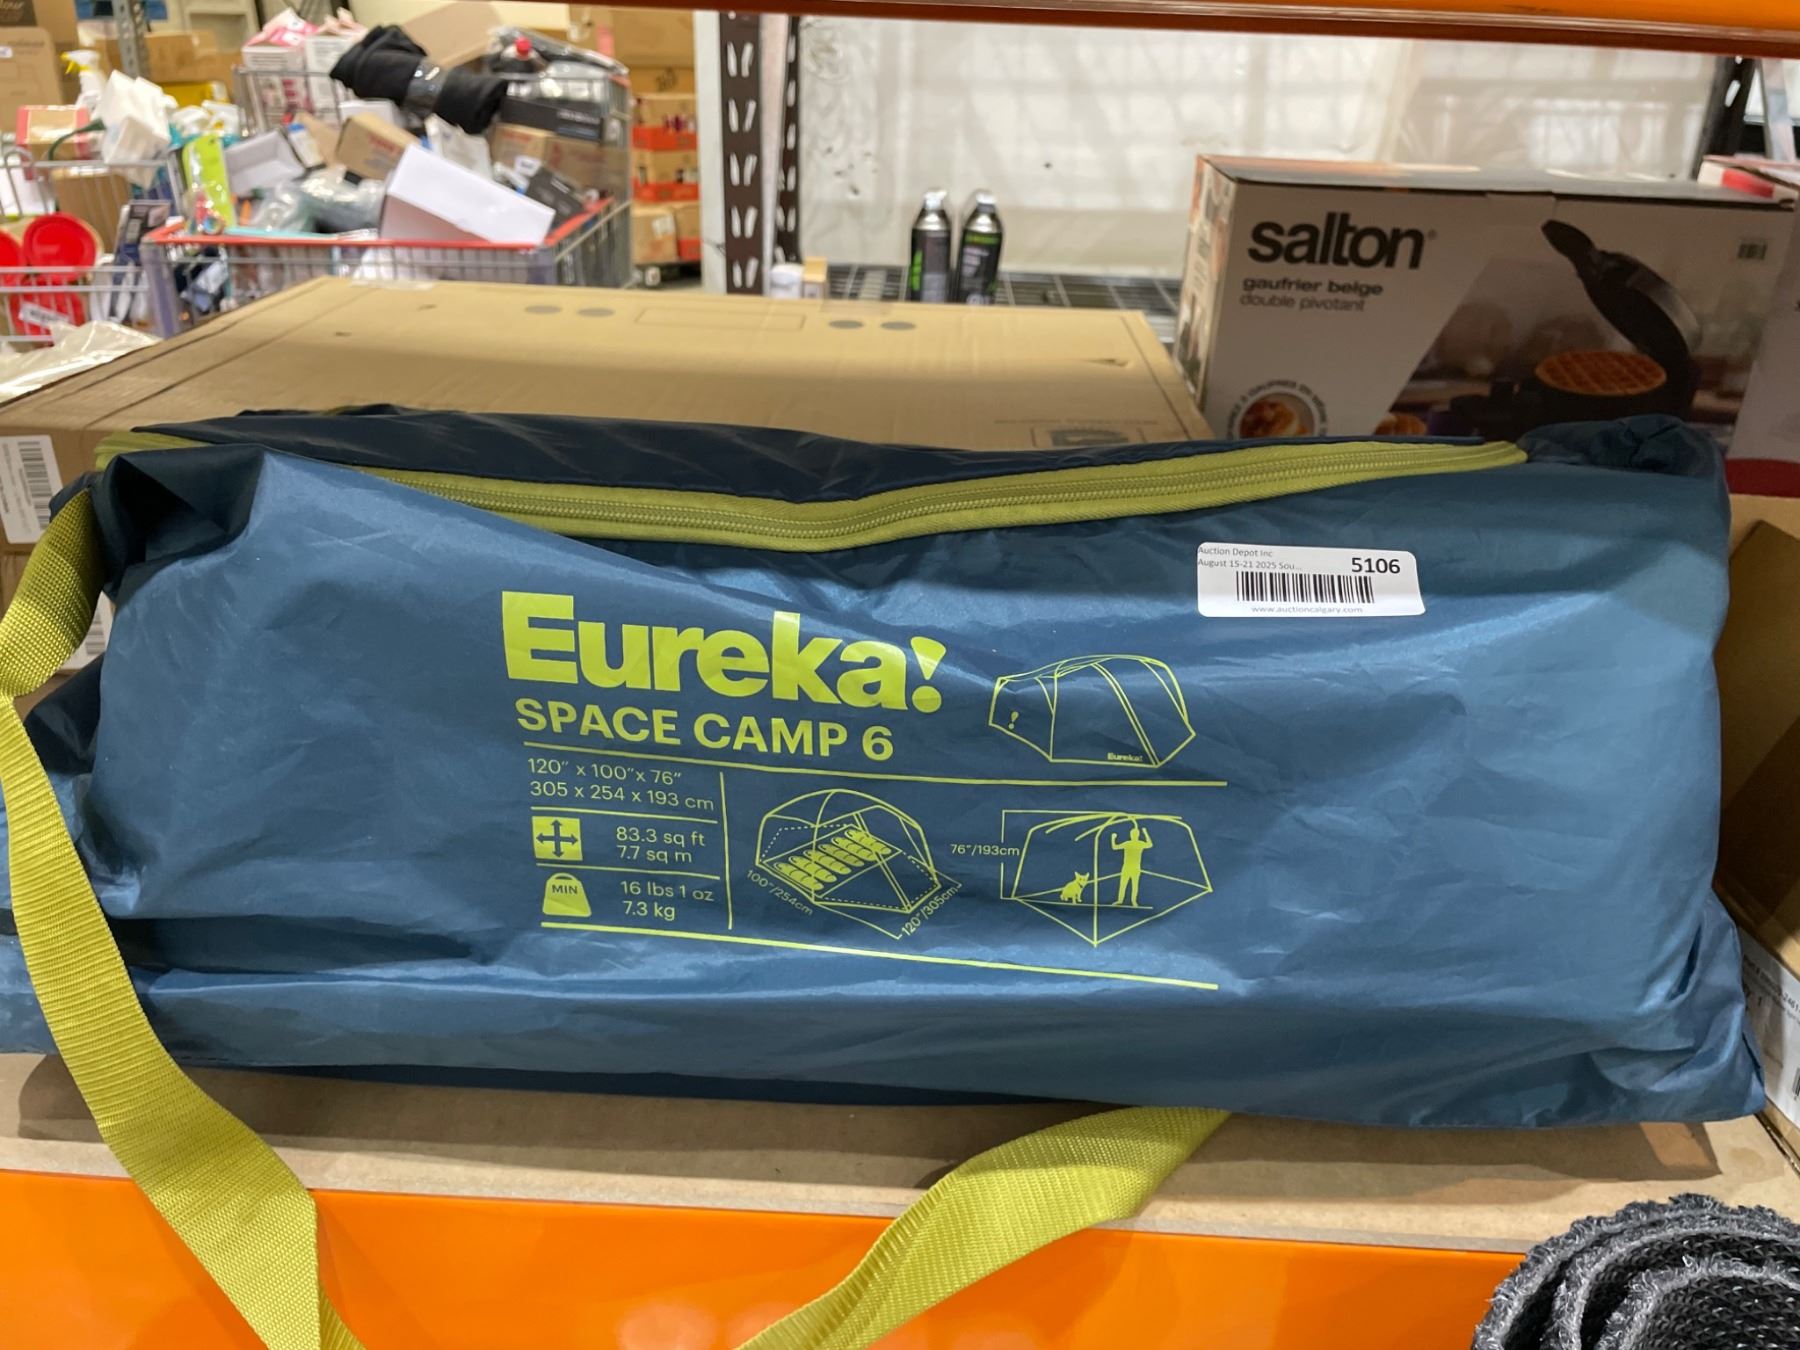 salton®
gaufrier belge
double pivotant
Auction Depot Inc
August 15-21 2025 Sou...
5106
www.auctioncalgary.com
Eureka!
SPACE CAMP 6
Eureka!
120" x 100"x 76"
305 x 254 x 193 cm
83.3 sq ft
7.7 sq m
MIN
16 lbs 1 oz
7.3 kg
100"/254cm
120"/305cm
76"/193cm